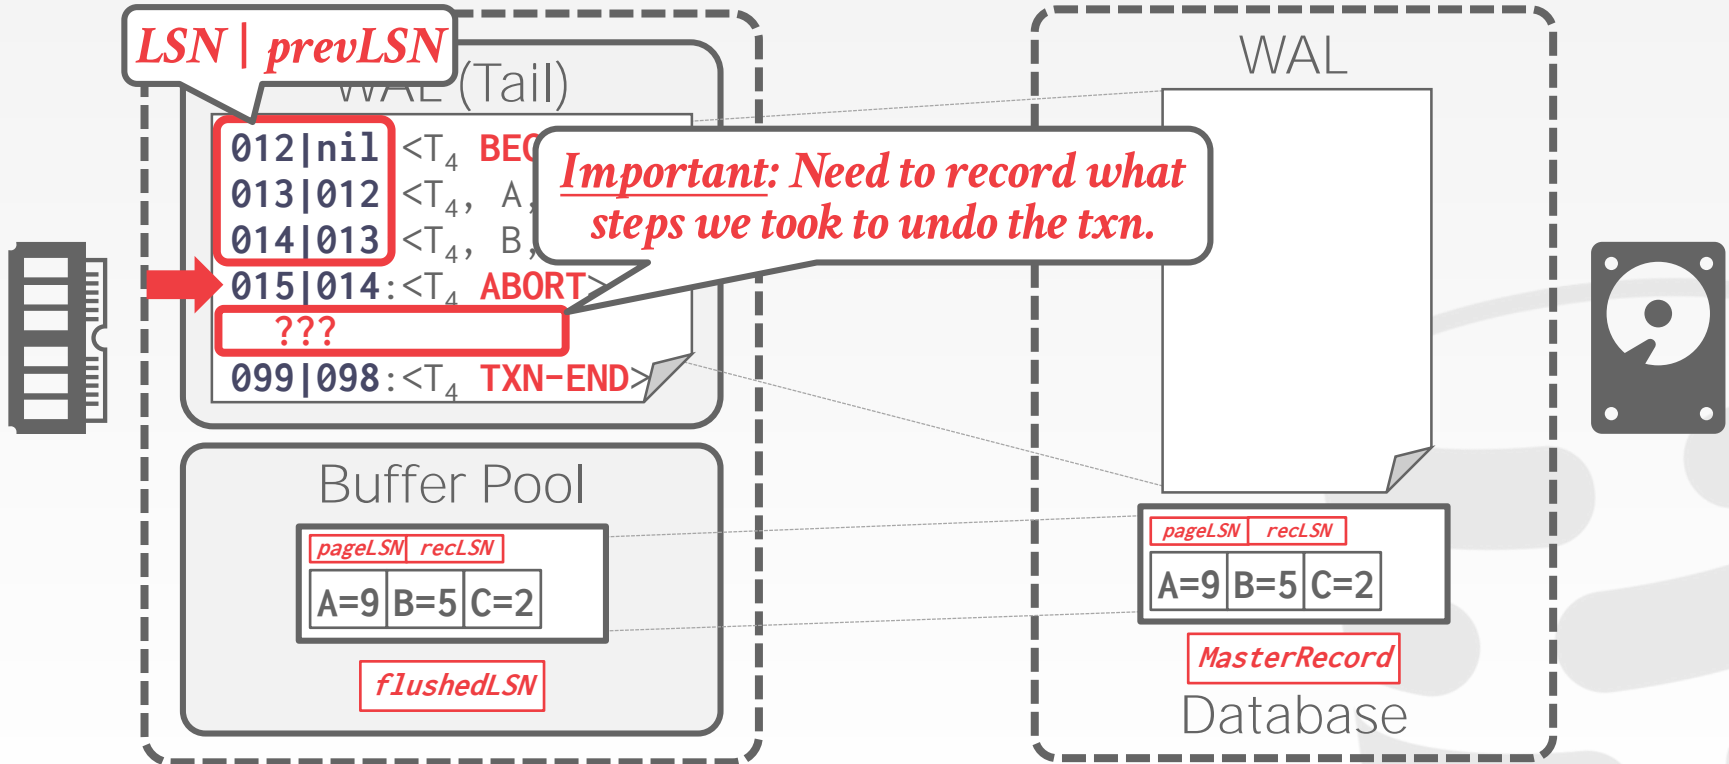 LSN | prevLSN
WAL (Tail)
012|nil <T4
013|012 <T4, A
014|013 <T4, B,
015|014:<T4 ABORT>
???
099|098:<T4 TXN-END>
Important: Need to record what
steps we took to undo the txn.
Buffer Pool
pageLSN recLSN
A=9 B=5 C=2
flushedLSN
WAL
pageLSN recLSN
A=9 B=5 C=2
MasterRecord
Database